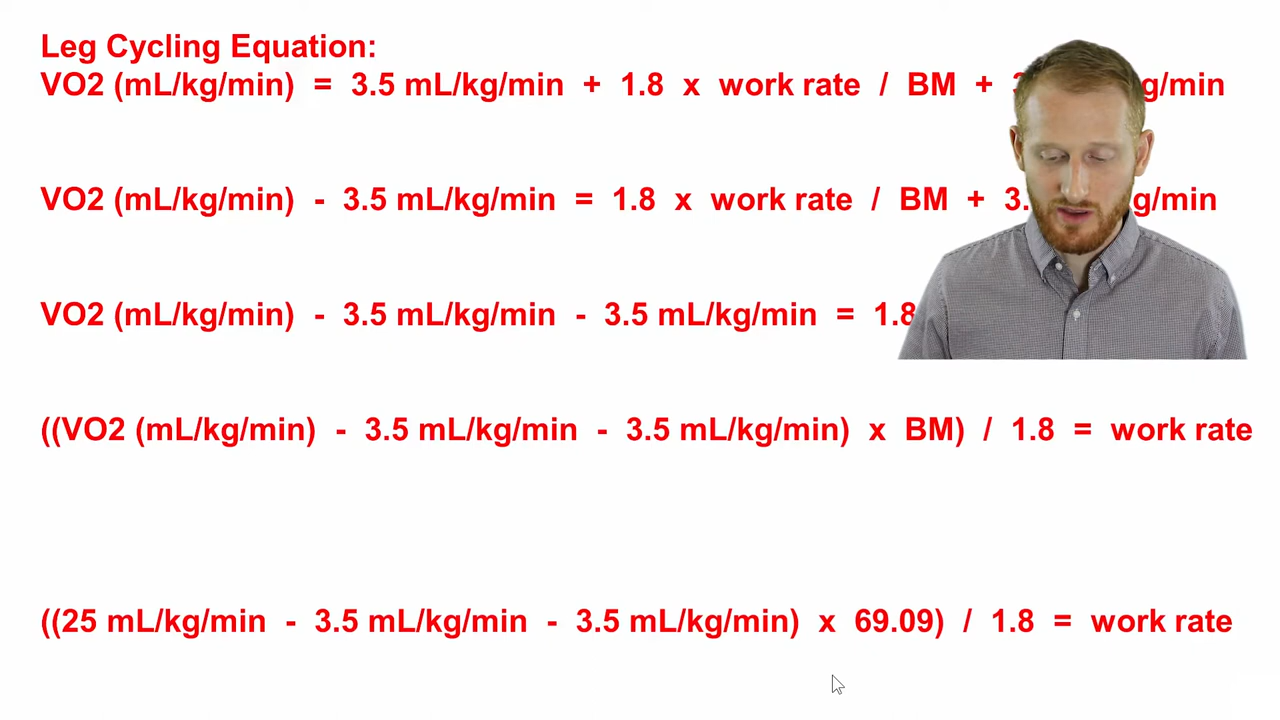 Leg Cycling Equation:
VO2 (mL/kg/min) = 3.5 mL/kg/min + 1.8 x work rate / BM + g/min
VO2 (mL/kg/min) - 3.5 mL/kg/min = 1.8 x work rate / BM + 3. g/min
VO2 (mL/kg/min) - 3.5 mL/kg/min - 3.5 mL/kg/min = 1.8
((VO2 (mL/kg/min) - 3.5 mL/kg/min - 3.5 mL/kg/min) x BM) / 1.8 = work rate
((25 mL/kg/min - 3.5 mL/kg/min - 3.5 mL/kg/min) x 69.09) / 1.8 = work rate